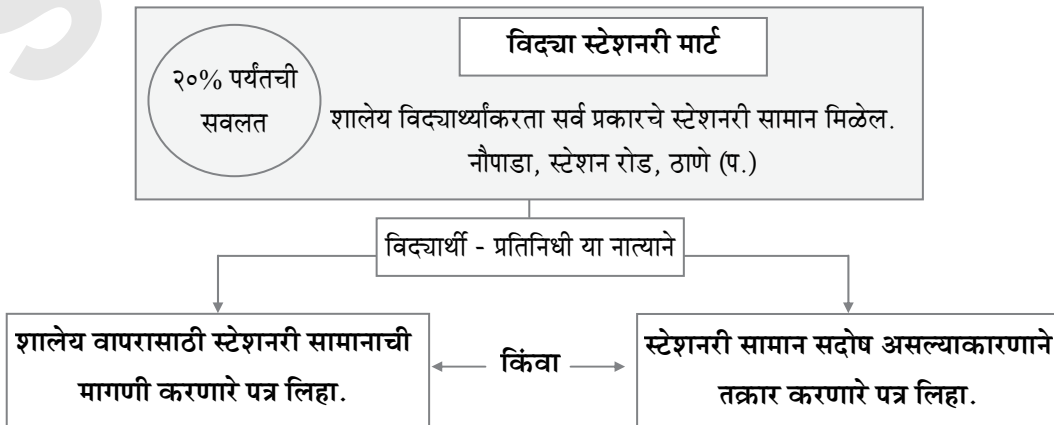 विद्या स्टेशनरी मार्ट
२०% पर्यंतची
सवलत
शालेय विद्यार्थ्यांकरता सर्व प्रकारचे स्टेशनरी सामान मिळेल.
नौपाडा, स्टेशन रोड, ठाणे (प.)
विद्यार्थी - प्रतिनिधी या नात्याने
शालेय वापरासाठी स्टेशनरी सामानाची
मागणी करणारे पत्र लिहा.
किंवा
स्टेशनरी सामान सदोष असल्याकारणाने
तक्रार करणारे पत्र लिहा.